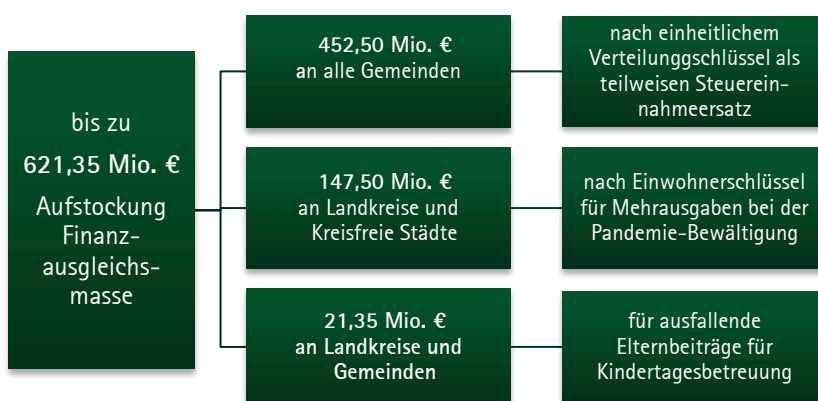 bis zu
621,35 Mio. €
Aufstockung
Finanz-
ausgleichs-
masse
452,50 Mio. €
an alle Gemeinden
nach einheitlichem
Verteilunggschlüssel als
teilweisen Steuerein-
nahmeersatz
147,50 Mio. €
an Landkreise und
Kreisfreie Städte
nach Einwohnerschlüssel
für Mehrausgaben bei der
Pandemie-Bewältigung
21,35 Mio. €
an Landkreise und
Gemeinden
für ausfallende
Elternbeiträge für
Kindertagesbetreuung